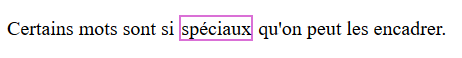 Certains mots sont si spéciaux qu'on peut les encadrer.